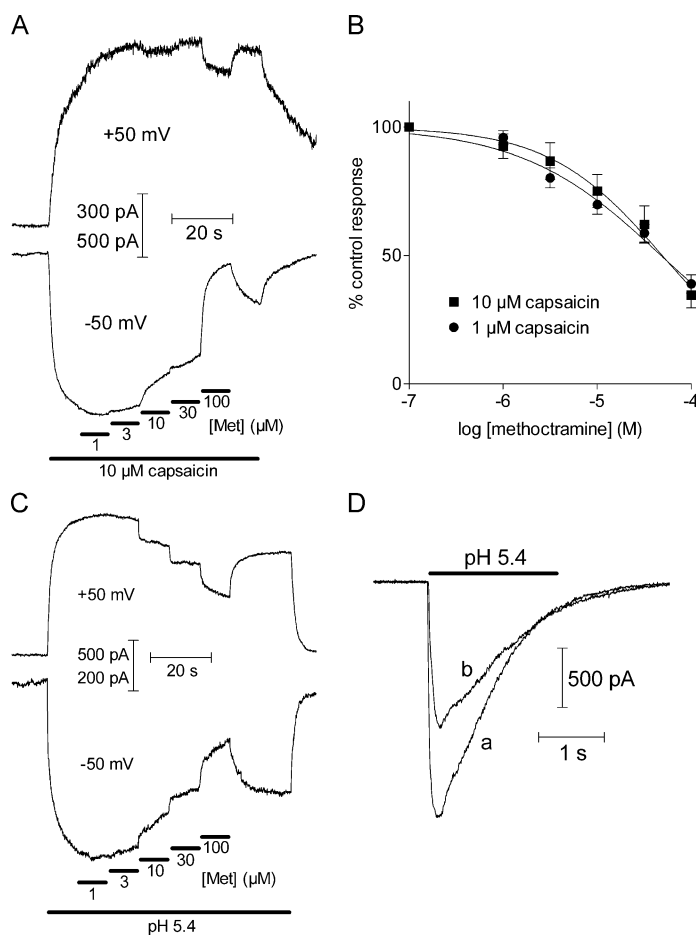 A
+50 mV
300 pA
500 pA
20 s
-50 mV
1
3
10
30
100
[Met] (µM)
10 µM capsaicin
B
% control response
100
50
0
10 µM capsaicin
1 µM capsaicin
-7
-6
-5
-4
log [methoctramine] (M)
C
+50 mV
500 pA
200 pA
20 s
-50 mV
1
3
10
30
100
[Met] (µM)
pH 5.4
D
pH 5.4
b
a
500 pA
1 s